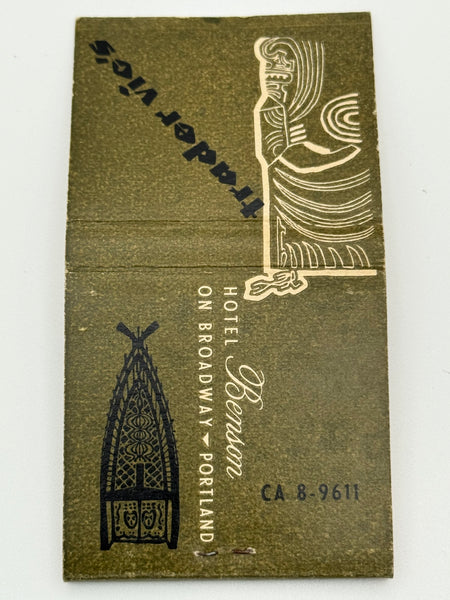 trader vic's
HOTEL Benson
ON BROADWAY PORTLAND
CA 8-9611